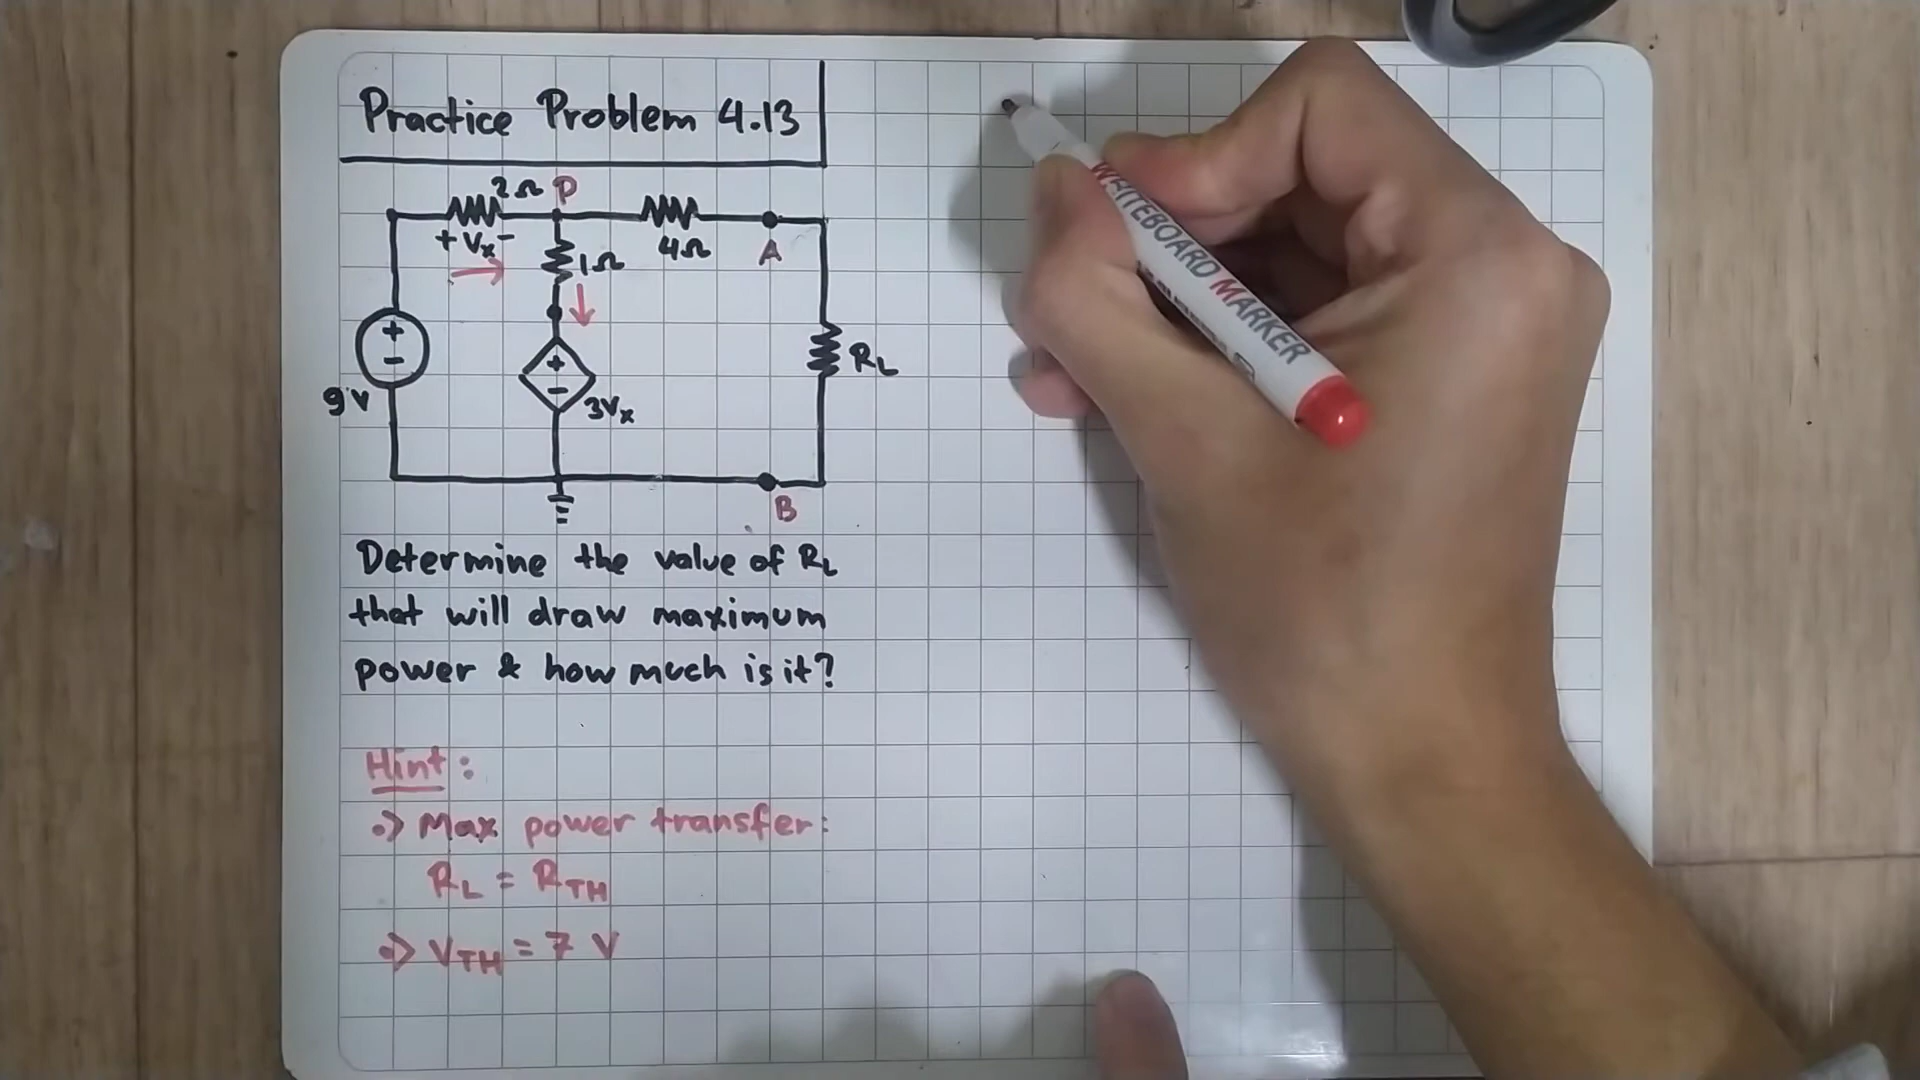 Practice Problem 4.13
2Ω P
+ Vx -
1Ω
4Ω
A
+
-
9V
+
-
3Vx
RL
B
Determine the value of RL
that will draw maximum
power & how much is it?
Hint:
=> Max power transfer:
RL = RTH
=> VTH = 7 V
WHITEBOARD MARKER